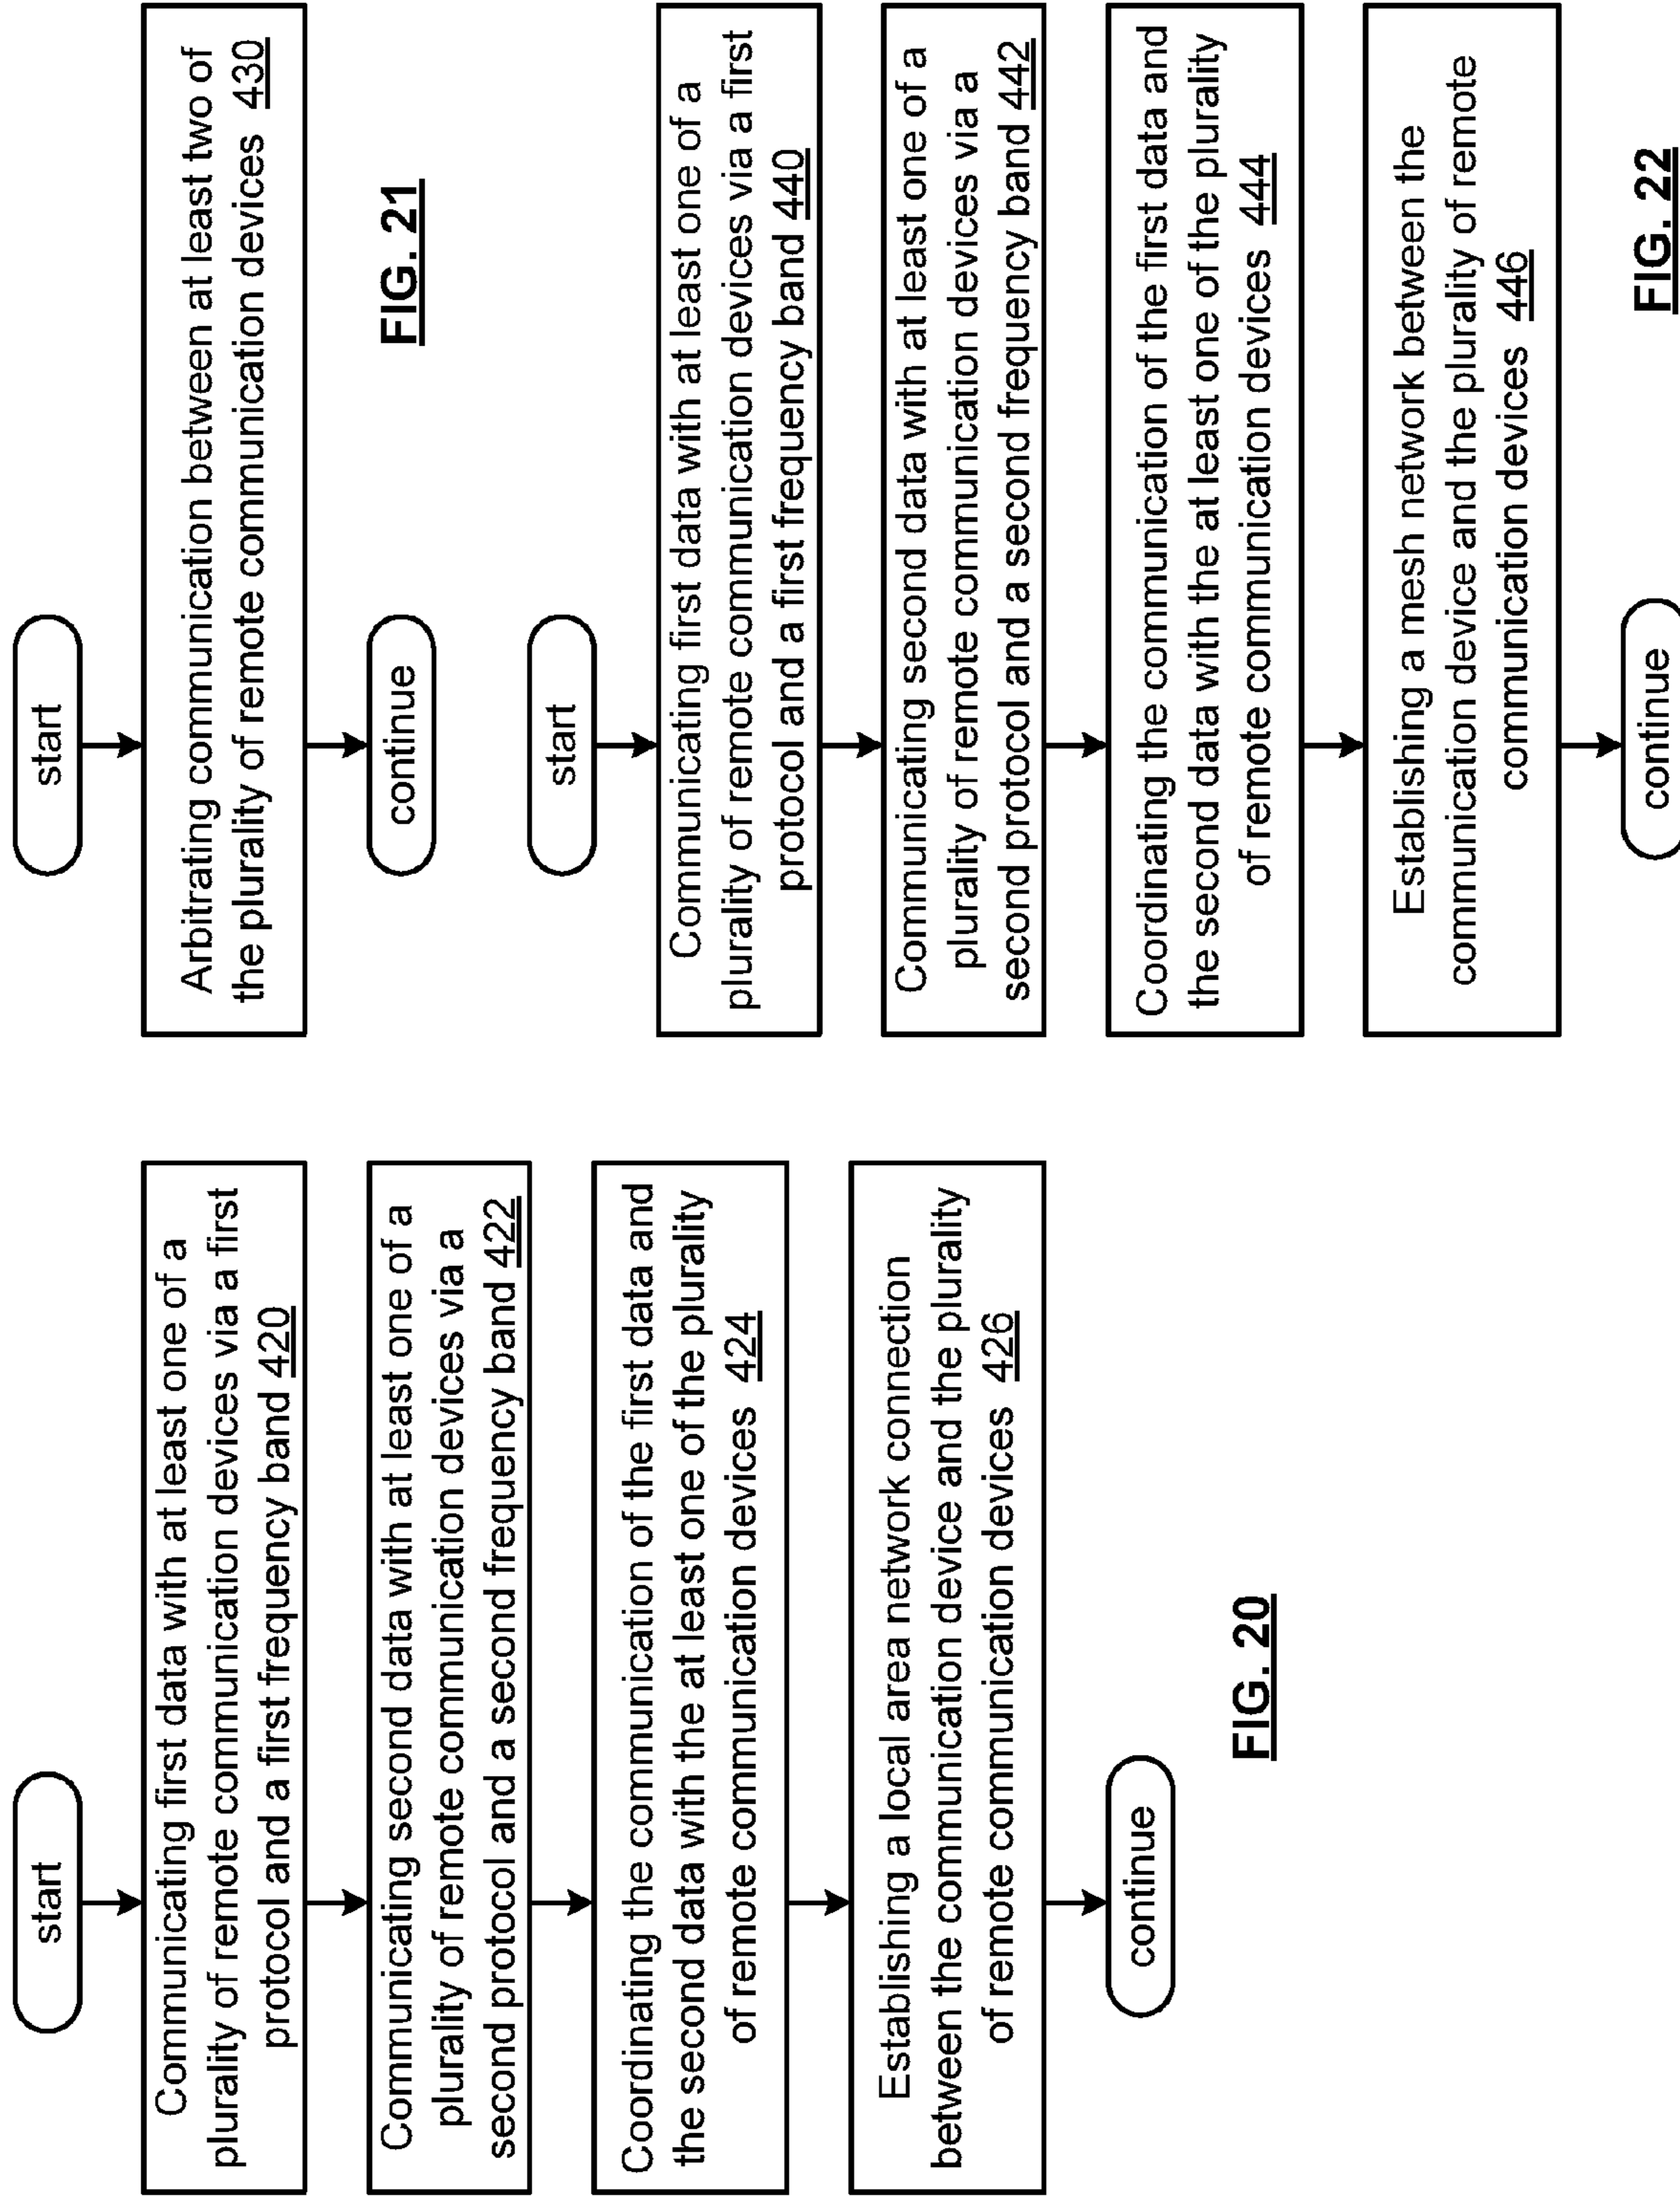 start
Communicating first data with at least one of a
plurality of remote communication devices via a first
protocol and a first frequency band 420
Communicating second data with at least one of a
plurality of remote communication devices via a
second protocol and a second frequency band 422
Coordinating the communication of the first data and
the second data with the at least one of the plurality
of remote communication devices 424
Establishing a local area network connection
between the communication device and the plurality
of remote communication devices 426
continue
FIG. 20
start
Arbitrating communication between at least two of
the plurality of remote communication devices 430
continue
FIG. 21
start
Communicating first data with at least one of a
plurality of remote communication devices via a first
protocol and a first frequency band 440
Communicating second data with at least one of a
plurality of remote communication devices via a
second protocol and a second frequency band 442
Coordinating the communication of the first data and
the second data with the at least one of the plurality
of remote communication devices 444
Establishing a mesh network between the
communication device and the plurality of remote
communication devices 446
continue
FIG. 22